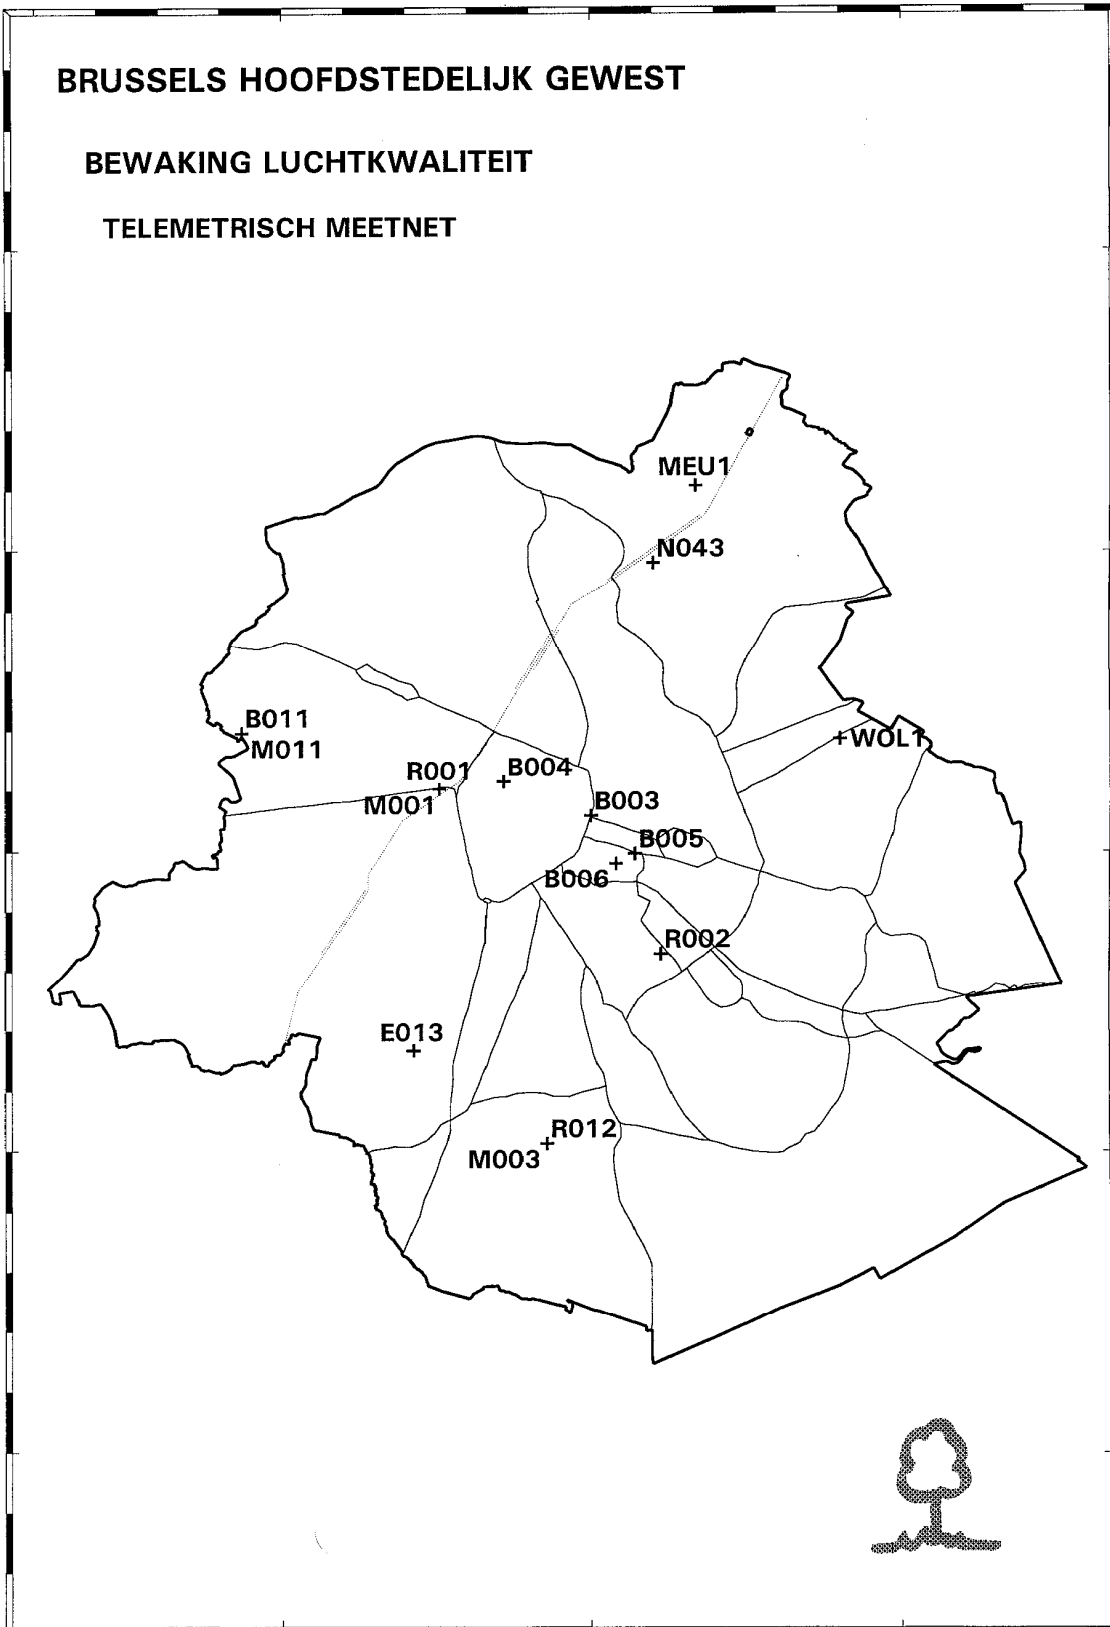 BRUSSELS HOOFDSTEDELIJK GEWEST
BEWAKING LUCHTKWALITEIT
TELEMETRISCH MEETNET
MEU1
N043
B011
M011
WOL1
R001
M001
B004
B003
B005
B006
R002
E013
R012
M003